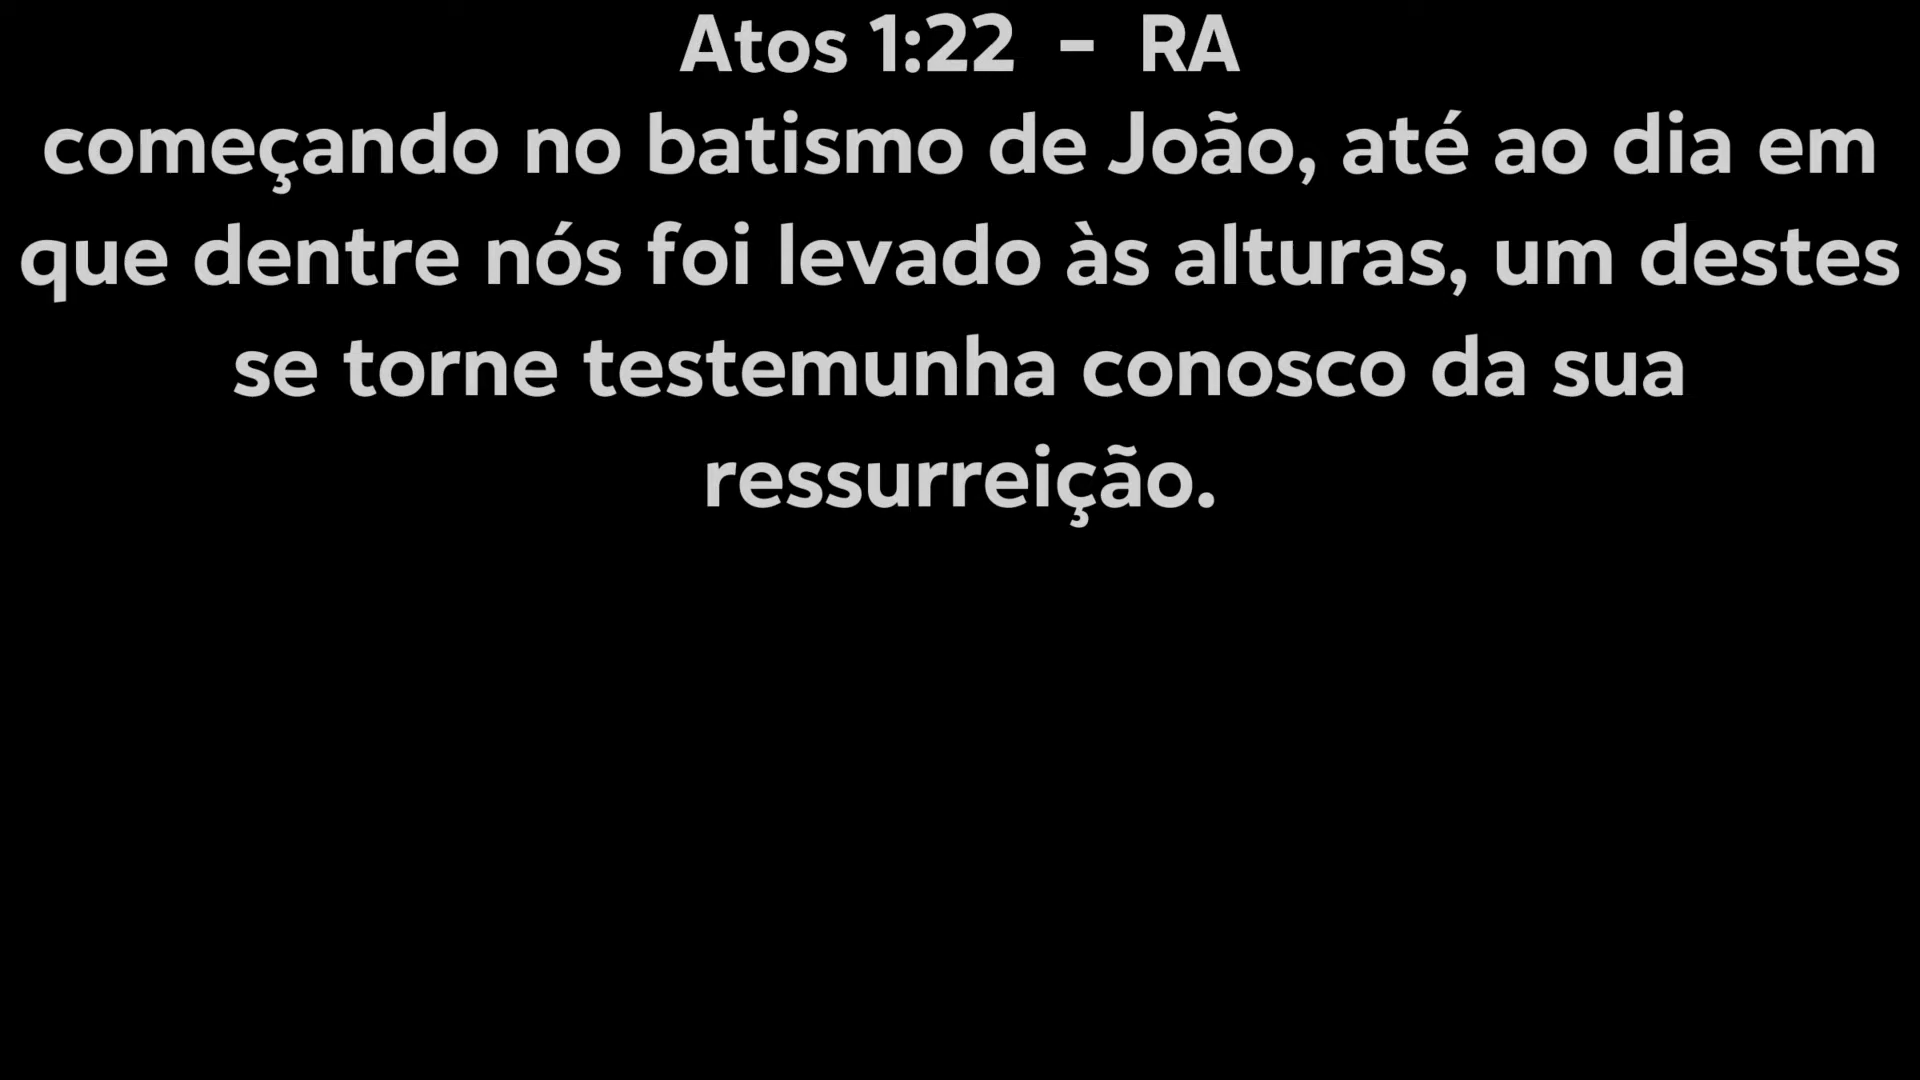 Atos 1:22 - RA
começando no batismo de João, até ao dia em
que dentre nós foi levado às alturas, um destes
se torne testemunha conosco da sua
ressurreição.